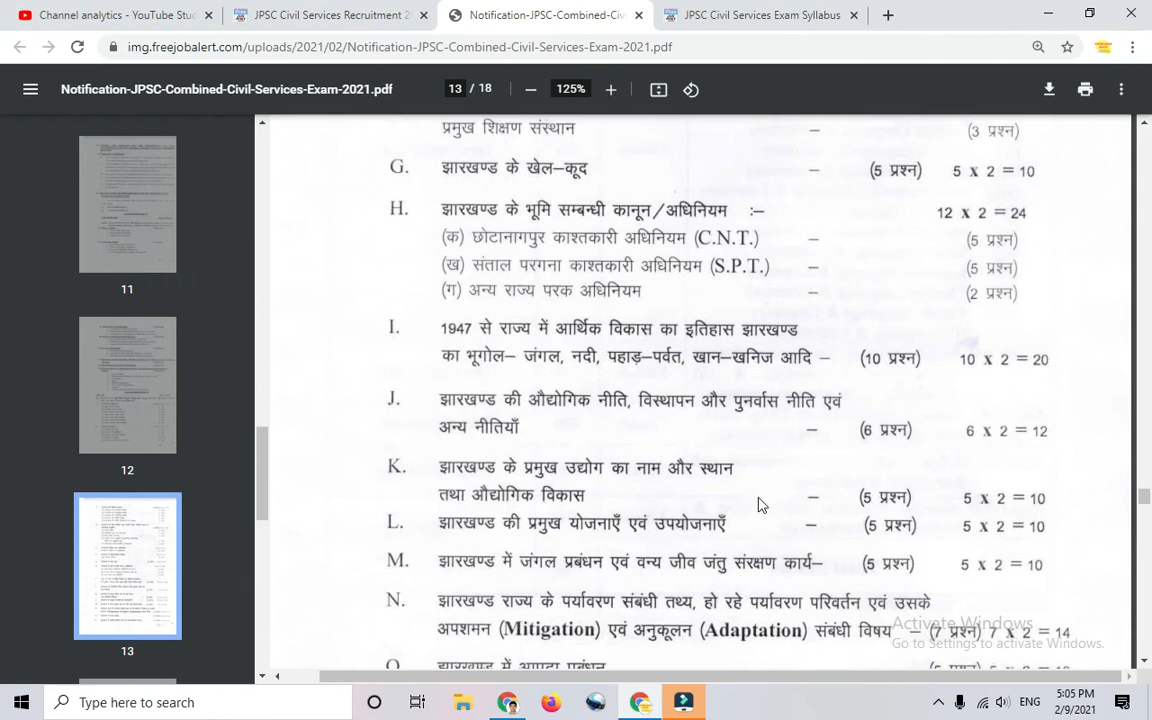 Channel analytics - YouTube Stu
JPSC Civil Services Recruitment 2
Notification-JPSC-Combined-Civ
JPSC Civil Services Exam Syllabus
img.freejobalert.com/uploads/2021/02/Notification-JPSC-Combined-Civil-Services-Exam-2021.pdf
Notification-JPSC-Combined-Civil-Services-Exam-2021.pdf 13 / 18 125%
11
12
13
प्रमुख शिक्षण संस्थान – (3 प्रश्न)
G. झारखण्ड के खेल–कूद – (5 प्रश्न) 5 x 2 = 10
H. झारखण्ड के भूमि सम्बन्धी कानून/अधिनियम :– 12 x 2 = 24
(क) छोटानागपुर काश्तकारी अधिनियम (C.N.T.) – (5 प्रश्न)
(ख) संताल परगना काश्तकारी अधिनियम (S.P.T.) – (5 प्रश्न)
(ग) अन्य राज्य परक अधिनियम – (2 प्रश्न)
I. 1947 से राज्य में आर्थिक विकास का इतिहास झारखण्ड
का भूगोल– जंगल, नदी, पहाड़–पर्वत, खान–खनिज आदि – (10 प्रश्न) 10 x 2 = 20
J. झारखण्ड की औद्योगिक नीति, विस्थापन और पुनर्वास नीति एवं
अन्य नीतियाँ – (6 प्रश्न) 6 x 2 = 12
K. झारखण्ड के प्रमुख उद्योग का नाम और स्थान
तथा औद्योगिक विकास – (5 प्रश्न) 5 x 2 = 10
L. झारखण्ड की प्रमुख योजनाएँ एवं उपयोजनाएँ – (5 प्रश्न) 5 x 2 = 10
M. झारखण्ड में जंगल प्रबंधन एवं वन्य जीव जंतु संरक्षण कार्य– (5 प्रश्न) 5 x 2 = 10
N. झारखण्ड राज्य के पर्यावरण संबंधी तथ्य, हो रहे पर्यावरण परिवर्तन एवं उसके
अपशमन (Mitigation) एवं अनुकूलन (Adaptation) संबंधी विषय – (7 प्रश्न) 7 x 2 = 14
Activate Windows
Go to Settings to activate Windows.
झारखण्ड में आपदा प्रबंधन
Type here to search
ENG
5:05 PM
2/9/2021